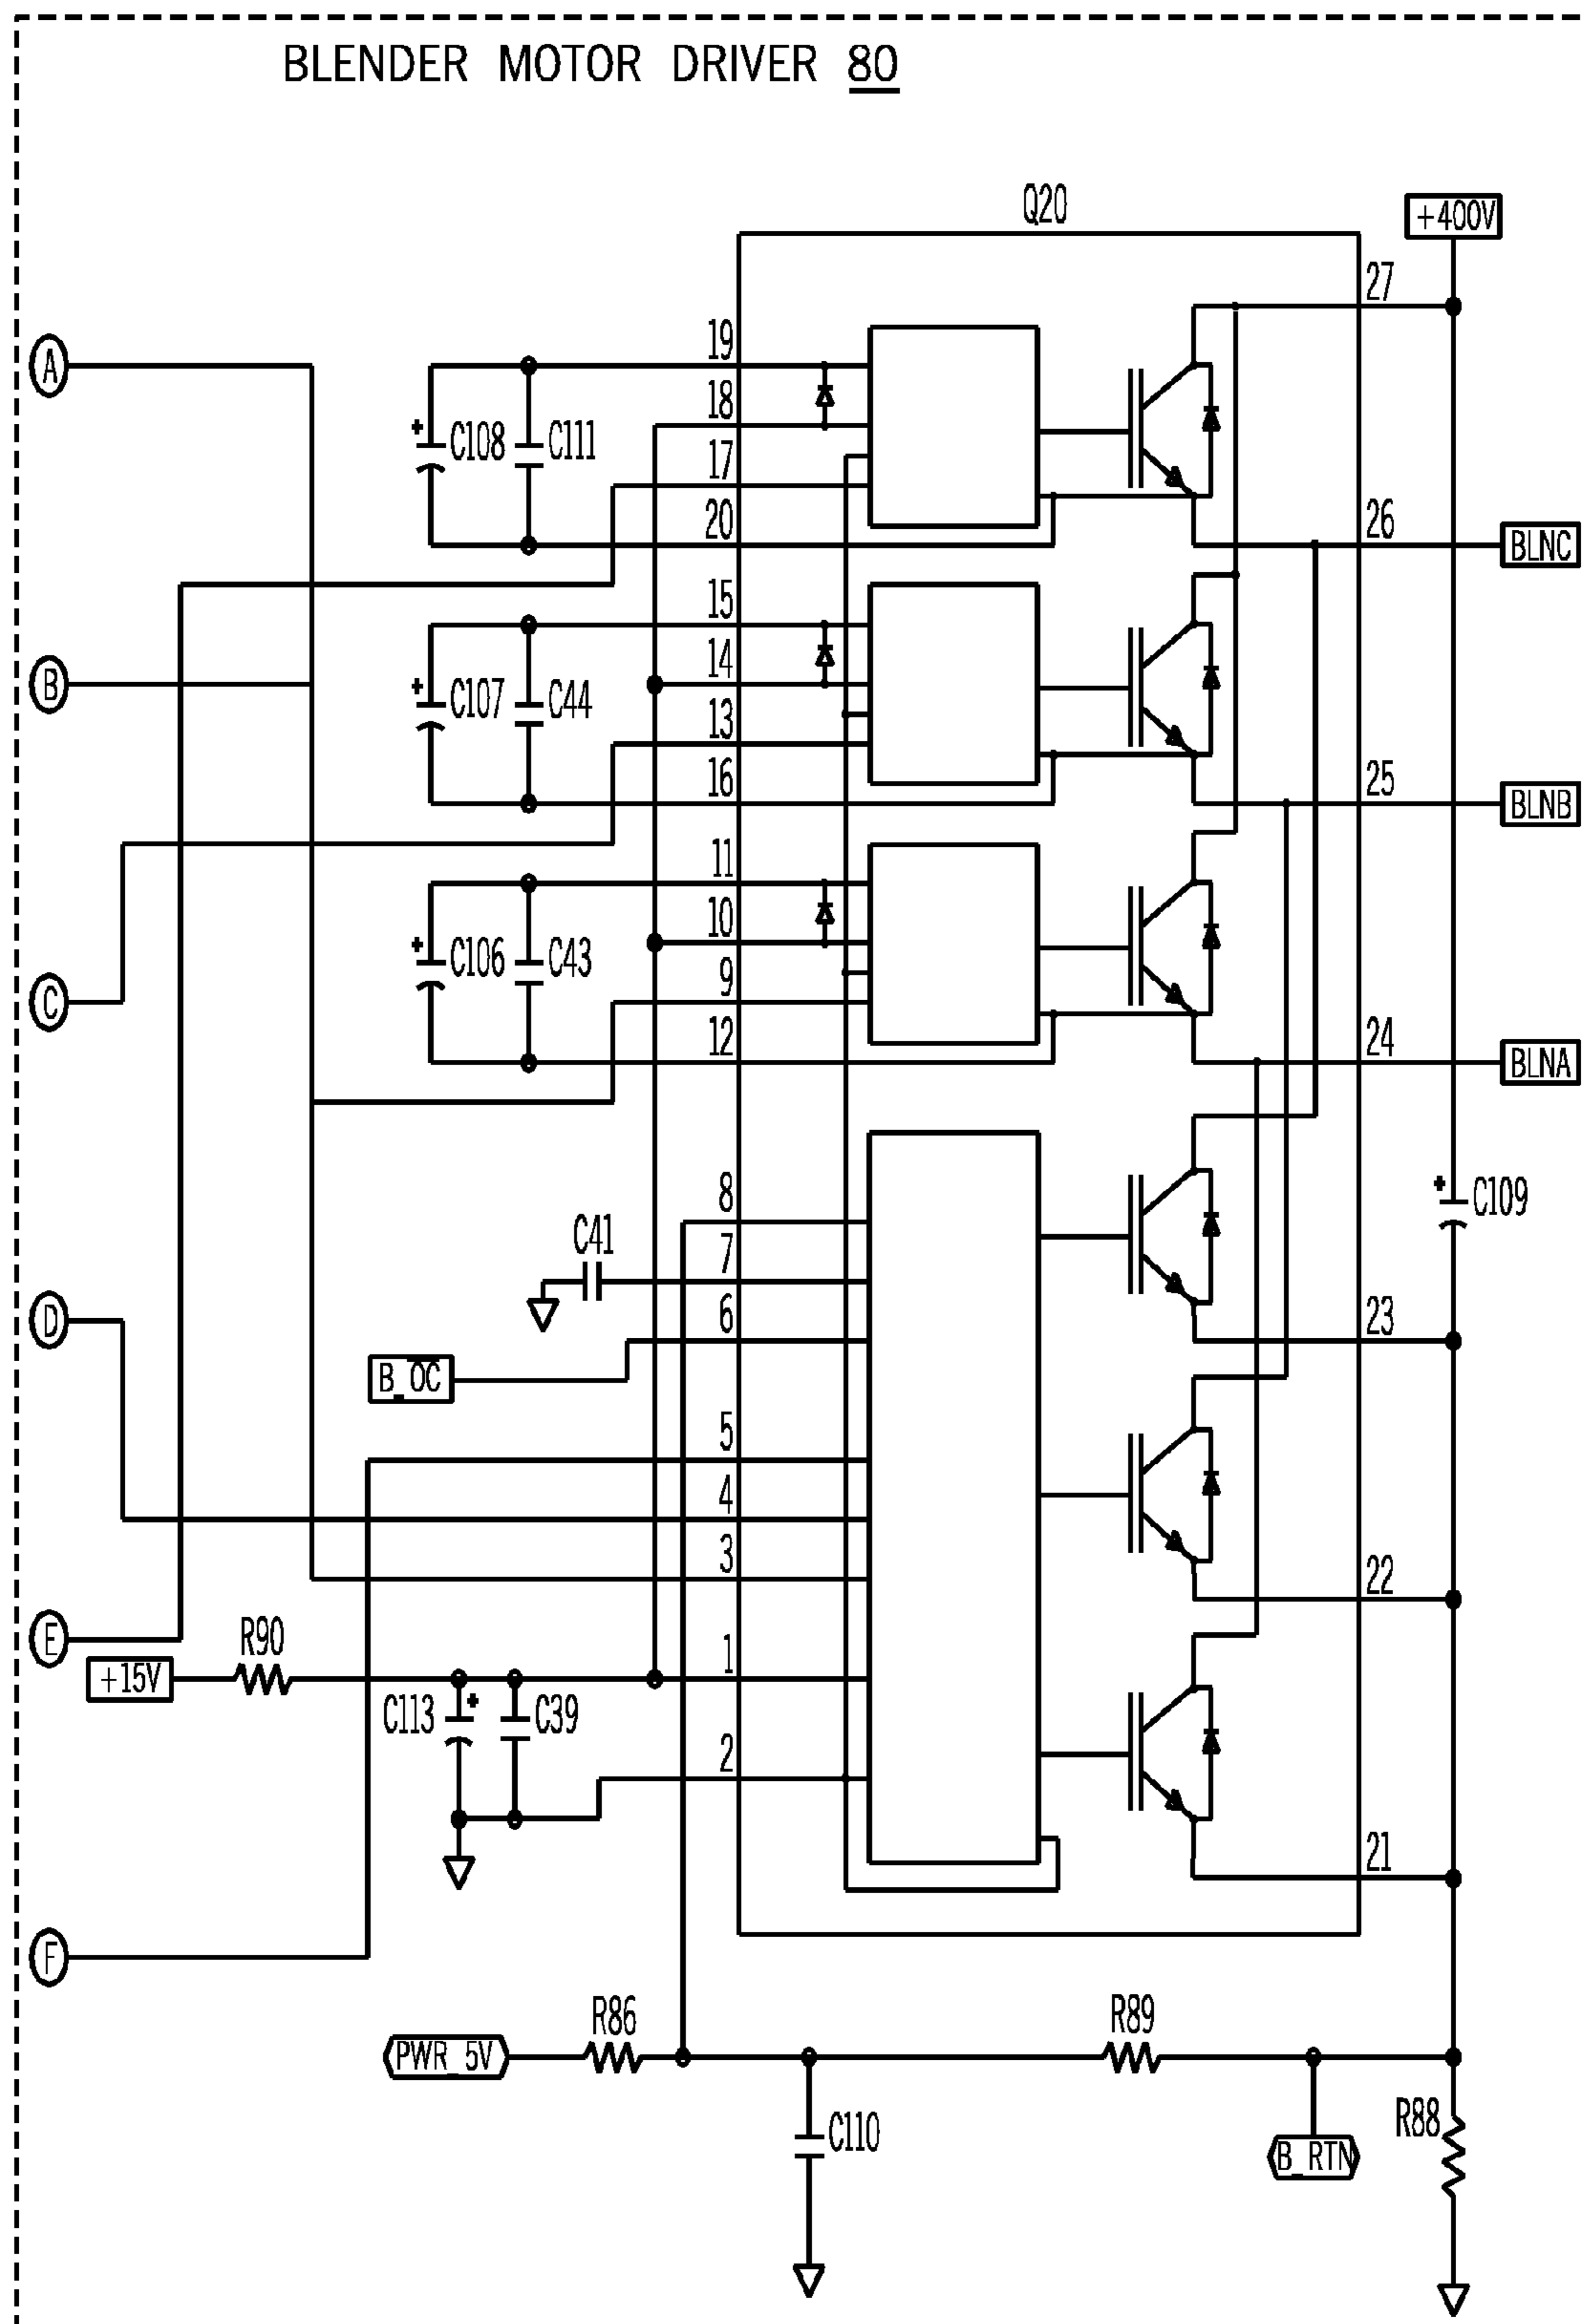 BLENDER MOTOR DRIVER 80
Q20
+400V
27
19
A
18
C108
C111
17
20
26
BLNC
15
14
B
C107
C44
13
16
25
BLNB
11
10
C106
C43
9
C
12
24
BLNA
8
C109
C41
7
6
23
D
B_OC
5
4
3
22
E
R90
1
+15V
C113
C39
2
21
F
R86
R89
PWR_5V
R88
C110
B_RTN